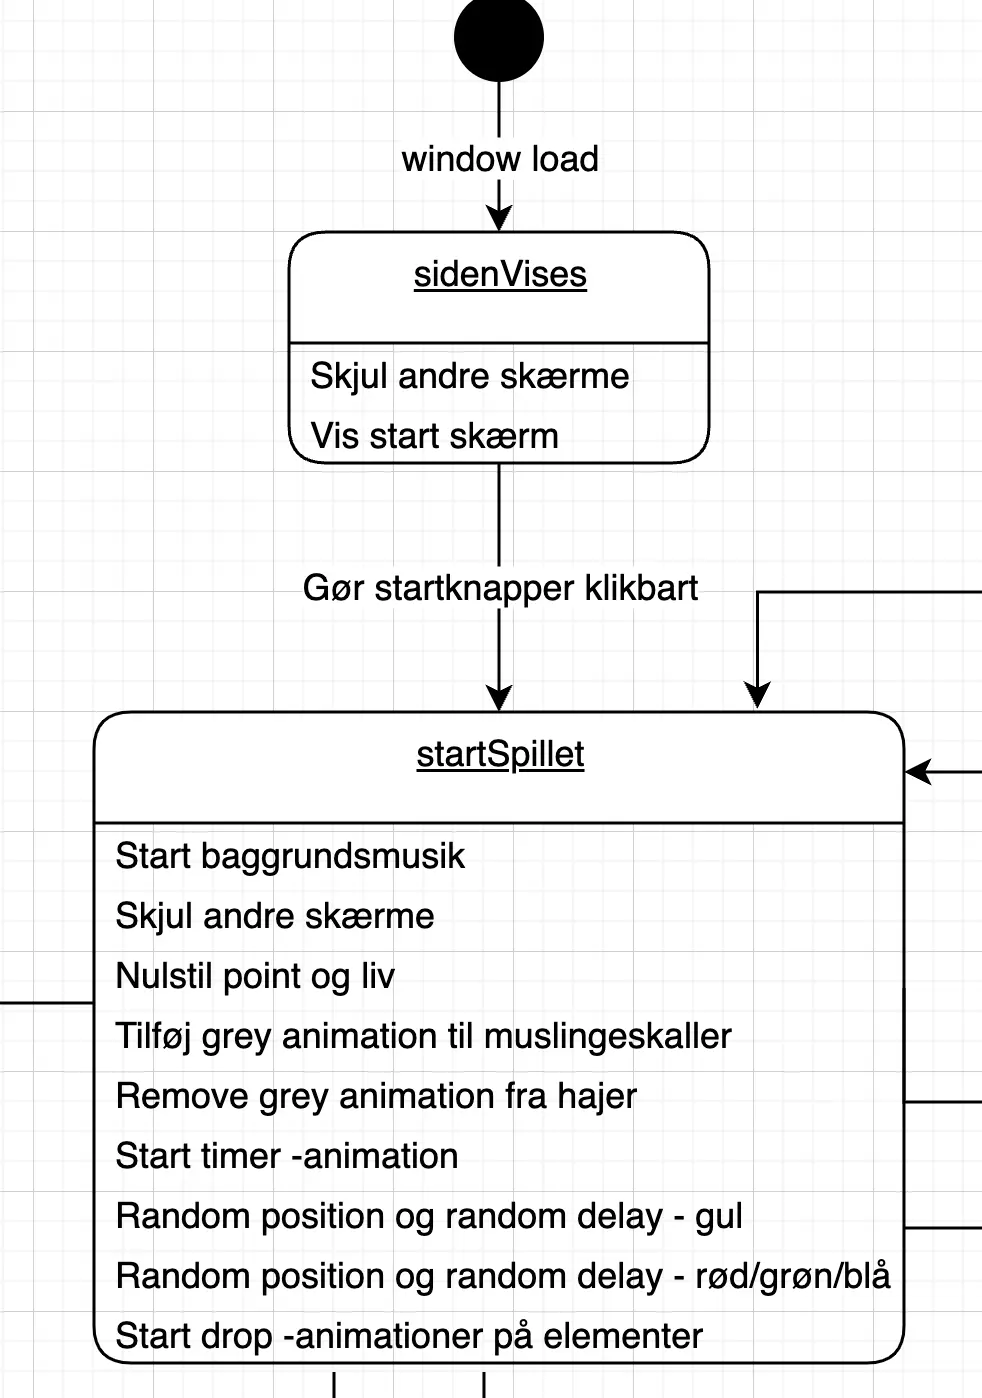 window load
sidenVises
Skjul andre skærme
Vis start skærm
Gør startknapper klikbart
startSpillet
Start baggrundsmusik
Skjul andre skærme
Nulstil point og liv
Tilføj grey animation til muslingeskaller
Remove grey animation fra hajer
Start timer -animation
Random position og random delay - gul
Random position og random delay - rød/grøn/blå
Start drop -animationer på elementer